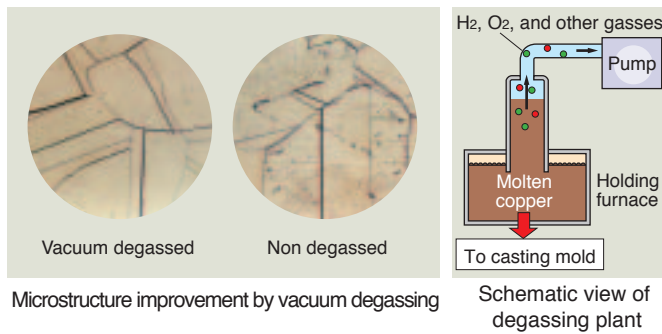 Vacuum degassed
Non degassed
Microstructure improvement by vacuum degassing
H2, O2, and other gasses
Pump
Molten
copper
Holding
furnace
To casting mold
Schematic view of
degassing plant